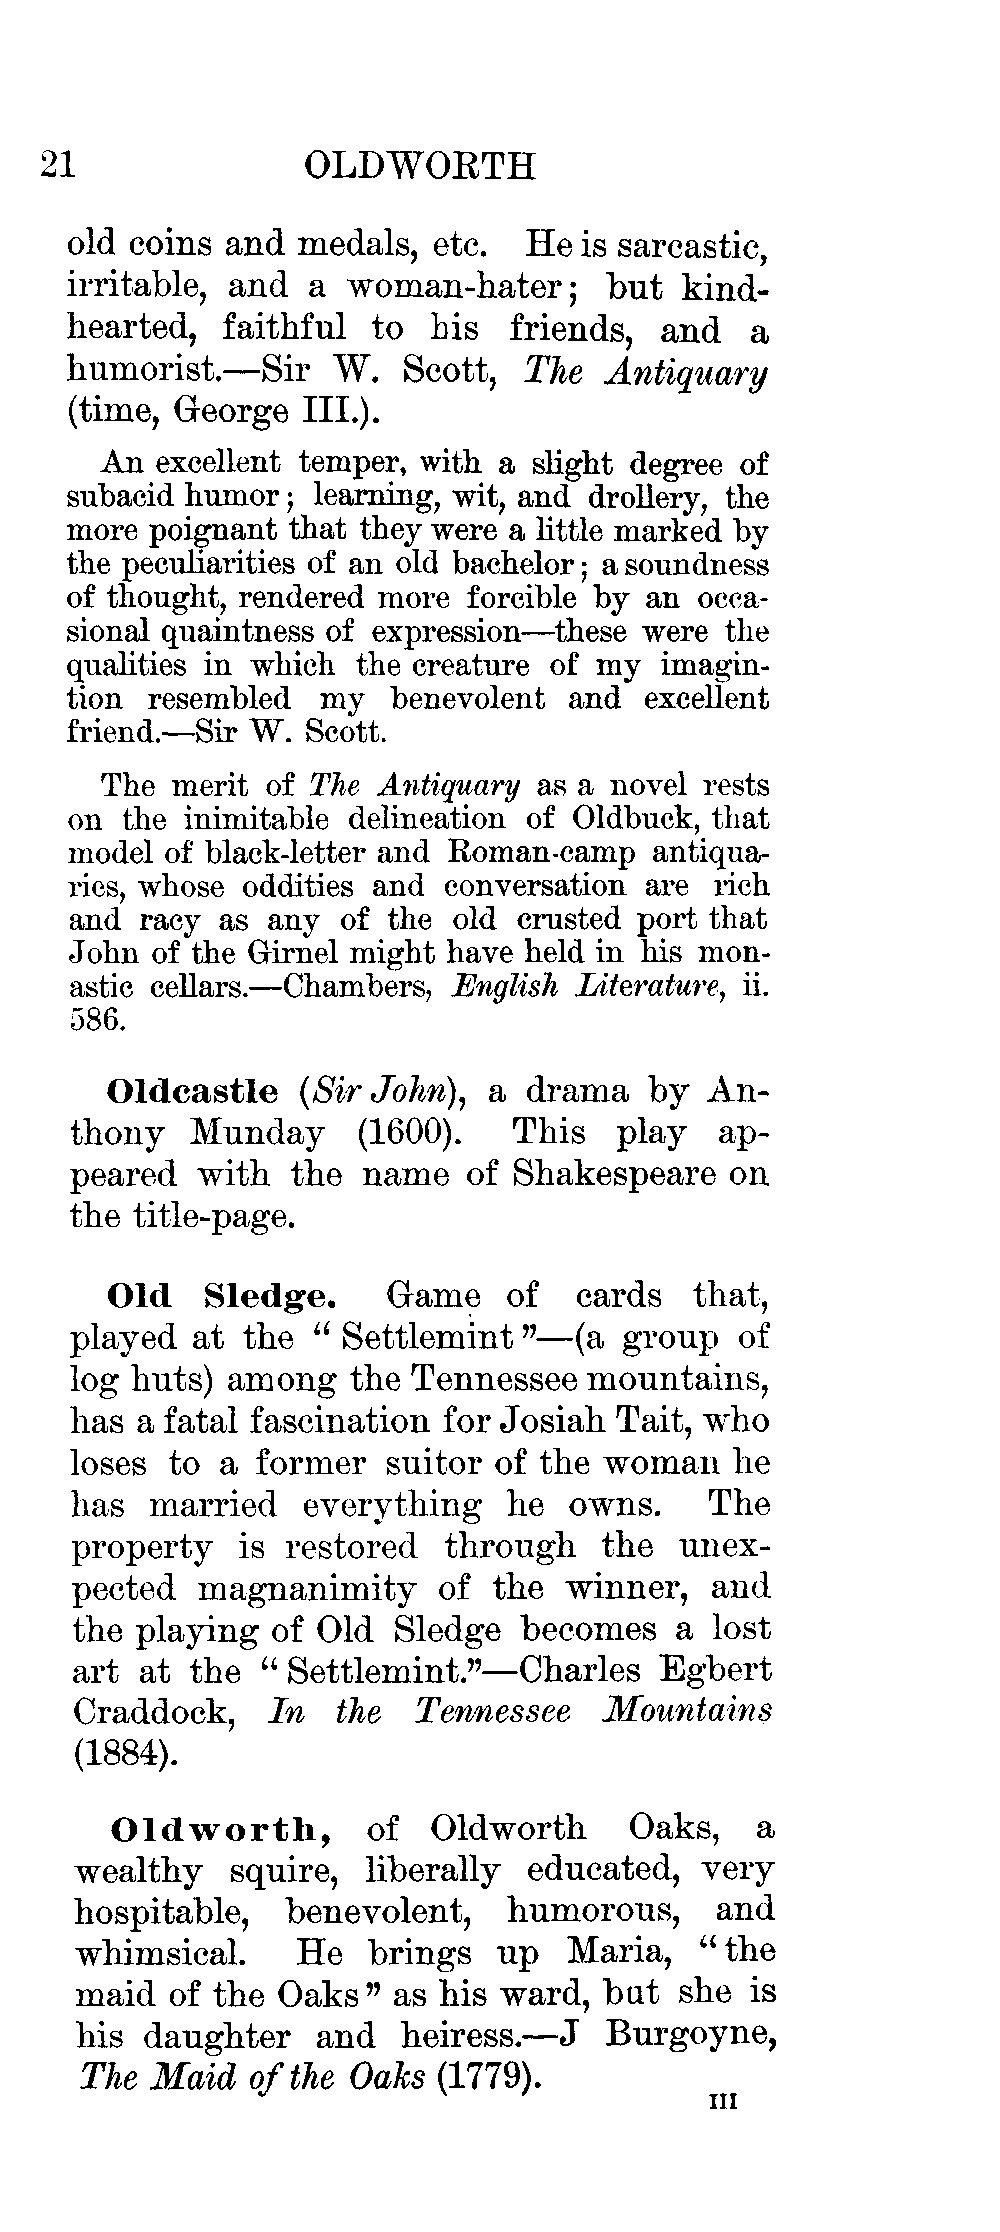 21 OLDWORTH
old coins and medals, etc. He is sarcastic,
irritable, and a woman-hater; but kind-
hearted, faithful to his friends, and a
humorist.—Sir W. Scott, The Antiquary
(time, George III.).
An excellent temper, with a slight degree of
subacid humor; learning, wit, and drollery, the
more poignant that they were a little marked by
the peculiarities of an old bachelor; a soundness
of thought, rendered more forcible by an occa-
sional quaintness of expression—these were the
qualities in which the creature of my imagin-
tion resembled my benevolent and excellent
friend.—Sir W. Scott.
The merit of The Antiquary as a novel rests
on the inimitable delineation of Oldbuck, that
model of black-letter and Roman-camp antiqua-
ries, whose oddities and conversation are rich
and racy as any of the old crusted port that
John of the Girnel might have held in his mon-
astic cellars.—Chambers, English Literature, ii.
586.
Oldcastle (Sir John), a drama by An-
thony Munday (1600). This play ap-
peared with the name of Shakespeare on
the title-page.
Old Sledge. Game of cards that,
played at the “ Settlemint ”—(a group of
log huts) among the Tennessee mountains,
has a fatal fascination for Josiah Tait, who
loses to a former suitor of the woman he
has married everything he owns. The
property is restored through the unex-
pected magnanimity of the winner, and
the playing of Old Sledge becomes a lost
art at the “ Settlemint.”—Charles Egbert
Craddock, In the Tennessee Mountains
(1884).
Oldworth, of Oldworth Oaks, a
wealthy squire, liberally educated, very
hospitable, benevolent, humorous, and
whimsical. He brings up Maria, “ the
maid of the Oaks ” as his ward, but she is
his daughter and heiress.—J Burgoyne,
The Maid of the Oaks (1779).
III